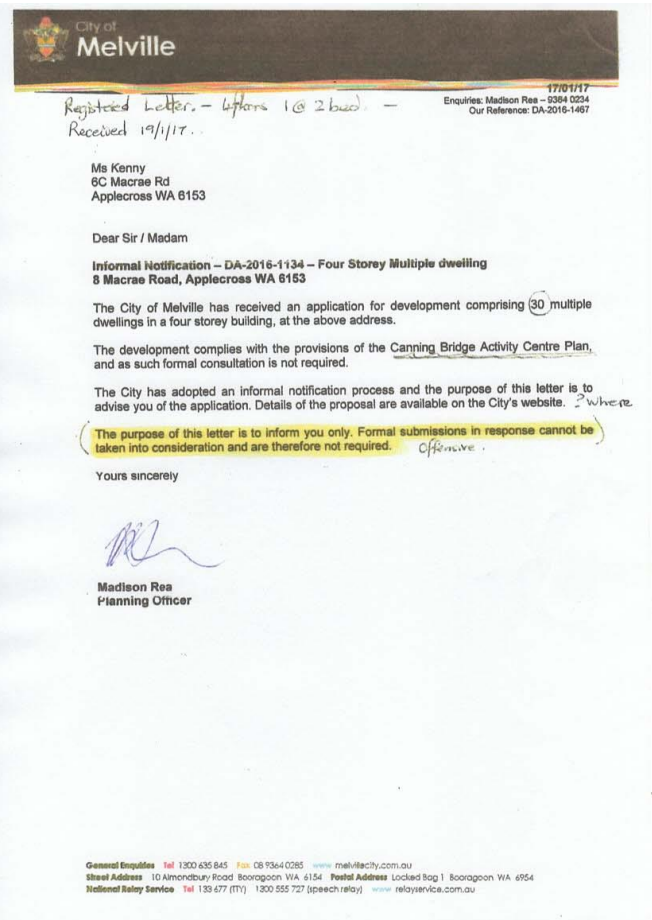 City of
Melville
17/01/17
Enquiries: Madison Rea – 9364 0234
Our Reference: DA-2016-1467
Registered Letter. – 1 @ 2 bed. –
Received 19/1/17.
Ms Kenny
6C Macrae Rd
Applecross WA 6153
Dear Sir / Madam
Informal Notification – DA-2016-1134 – Four Storey Multiple dwelling
8 Macrae Road, Applecross WA 6153
The City of Melville has received an application for development comprising 30 multiple
dwellings in a four storey building, at the above address.
The development complies with the provisions of the Canning Bridge Activity Centre Plan,
and as such formal consultation is not required.
The City has adopted an informal notification process and the purpose of this letter is to
advise you of the application. Details of the proposal are available on the City's website. ? where
The purpose of this letter is to inform you only. Formal submissions in response cannot be
taken into consideration and are therefore not required. Offensive.
Yours sincerely
Madison Rea
Planning Officer
General Enquiries Tel 1300 635 845 Fax 08 9364 0285 www melvillecity.com.au
Street Address 10 Almondbury Road Booragoon WA 6154 Postal Address Locked Bag 1 Booragoon WA 6954
National Relay Service Tel 133 677 (TTY) 1300 555 727 (speech relay) www relayservice.com.au